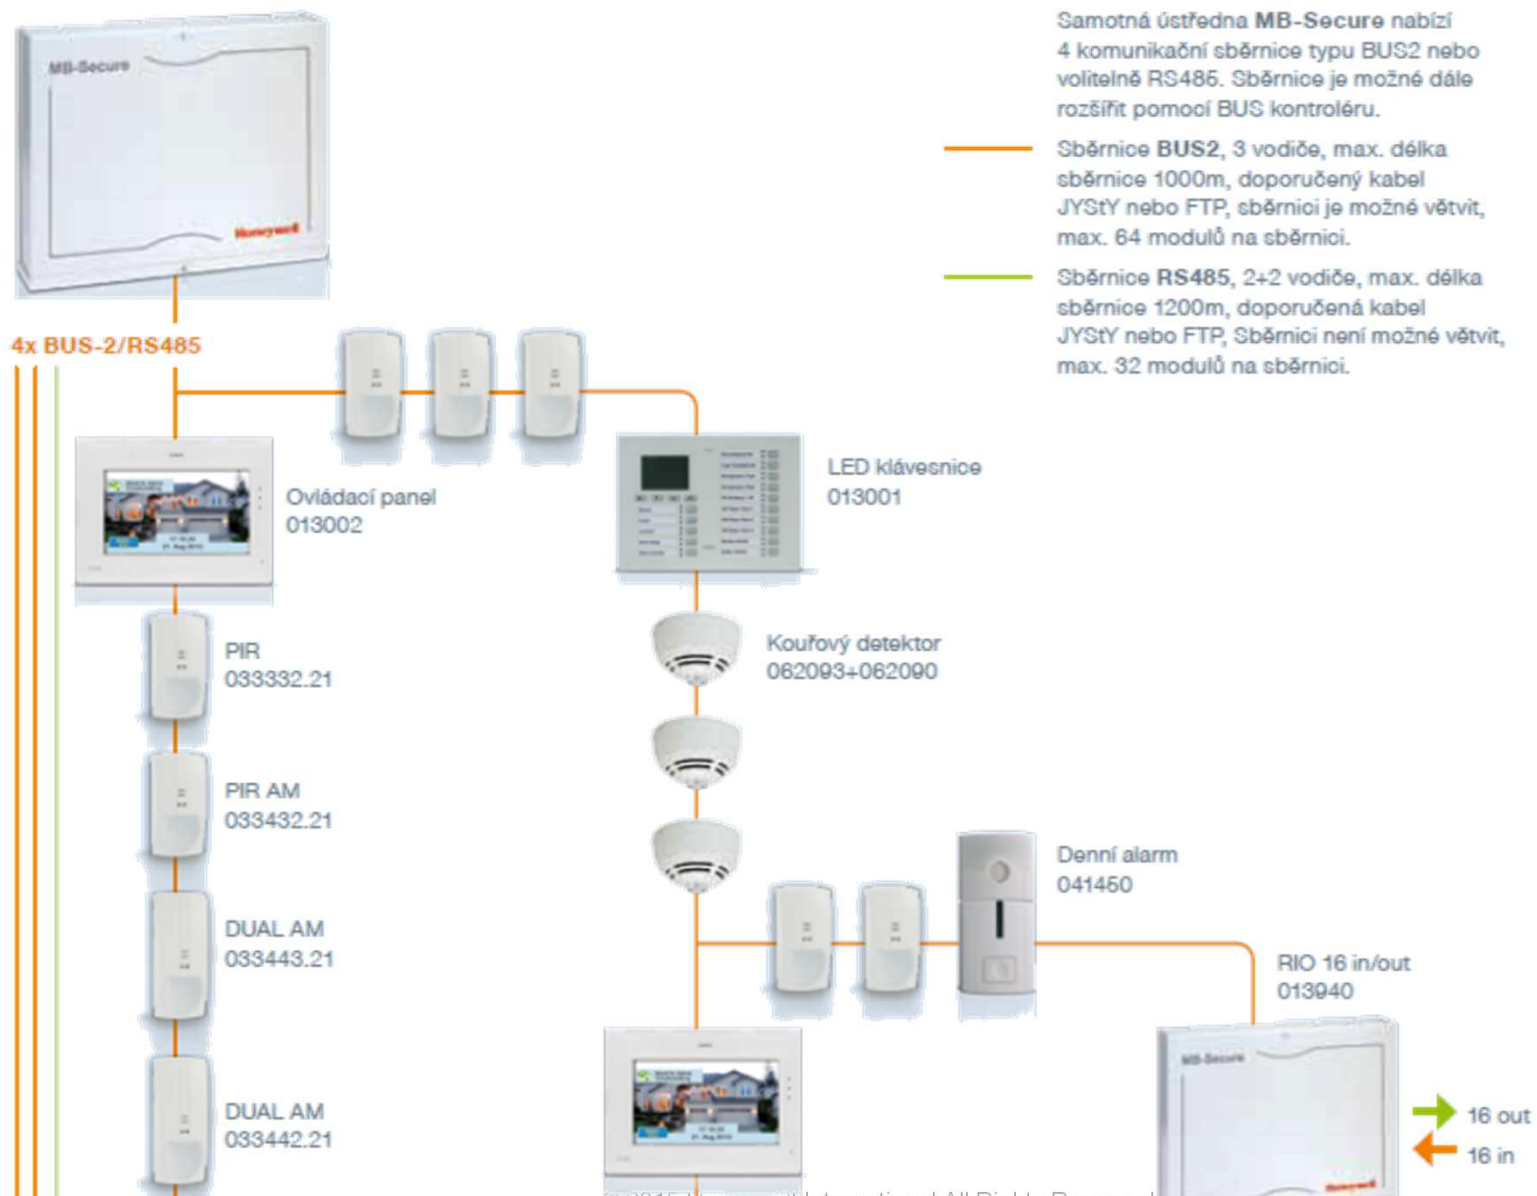 MB-Secure
Honeywell
Samotná ústředna MB-Secure nabízí
4 komunikační sběrnice typu BUS2 nebo
volitelně RS485. Sběrnice je možné dále
rozšířit pomocí BUS kontroléru.
Sběrnice BUS2, 3 vodiče, max. délka
sběrnice 1000m, doporučený kabel
JYStY nebo FTP, sběrnici je možné větvit,
max. 64 modulů na sběrnici.
Sběrnice RS485, 2+2 vodiče, max. délka
sběrnice 1200m, doporučená kabel
JYStY nebo FTP, Sběrnici není možné větvit,
max. 32 modulů na sběrnici.
4x BUS-2/RS485
Ovládací panel
013002
LED klávesnice
013001
PIR
033332.21
Kouřový detektor
062093+062090
PIR AM
033432.21
Denní alarm
041450
DUAL AM
033443.21
RIO 16 in/out
013940
MB-Secure
DUAL AM
033442.21
16 out
16 in
Honeywell
International All Rights